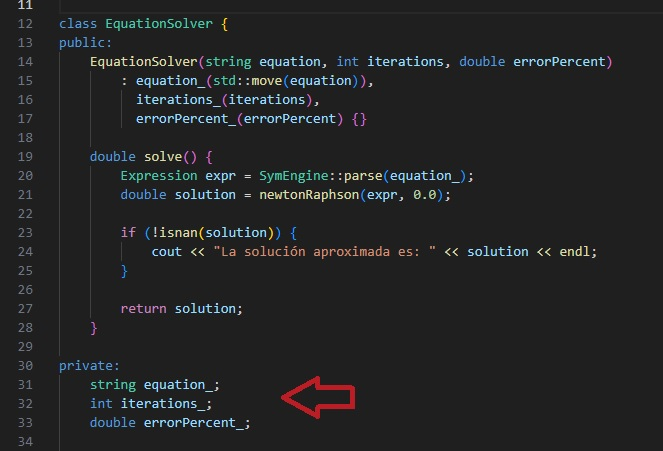 11
12 class EquationSolver {
13 public:
14     EquationSolver(string equation, int iterations, double errorPercent)
15         : equation_(std::move(equation)),
16           iterations_(iterations),
17           errorPercent_(errorPercent) {}
18
19     double solve() {
20         Expression expr = SymEngine::parse(equation_);
21         double solution = newtonRaphson(expr, 0.0);
22
23         if (!isnan(solution)) {
24             cout << "La solución aproximada es: " << solution << endl;
25         }
26
27         return solution;
28     }
29
30 private:
31     string equation_;
32     int iterations_;
33     double errorPercent_;
34